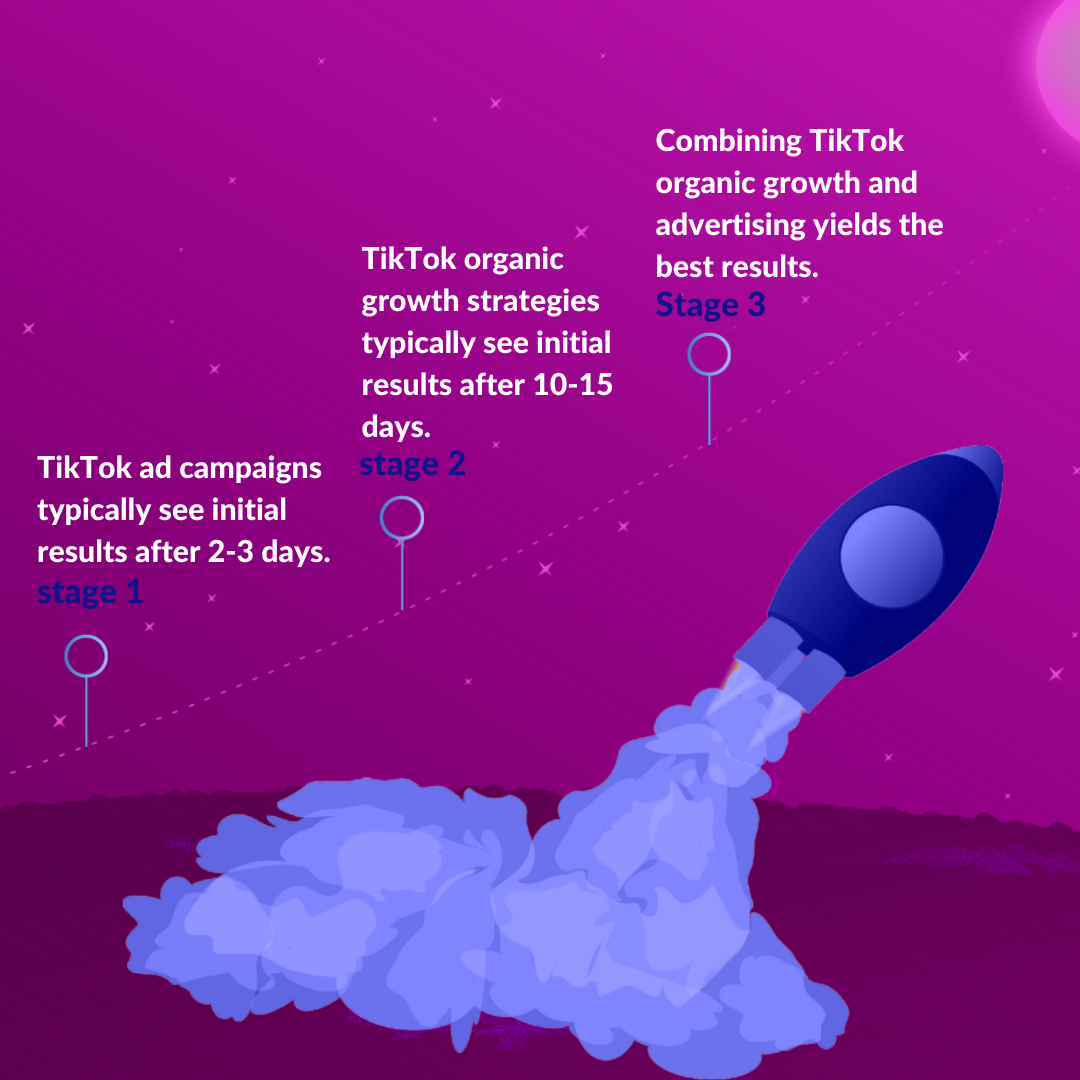 TikTok ad campaigns
typically see initial
results after 2-3 days.
stage 1
TikTok organic
growth strategies
typically see initial
results after 10-15
days.
stage 2
Combining TikTok
organic growth and
advertising yields the
best results.
Stage 3